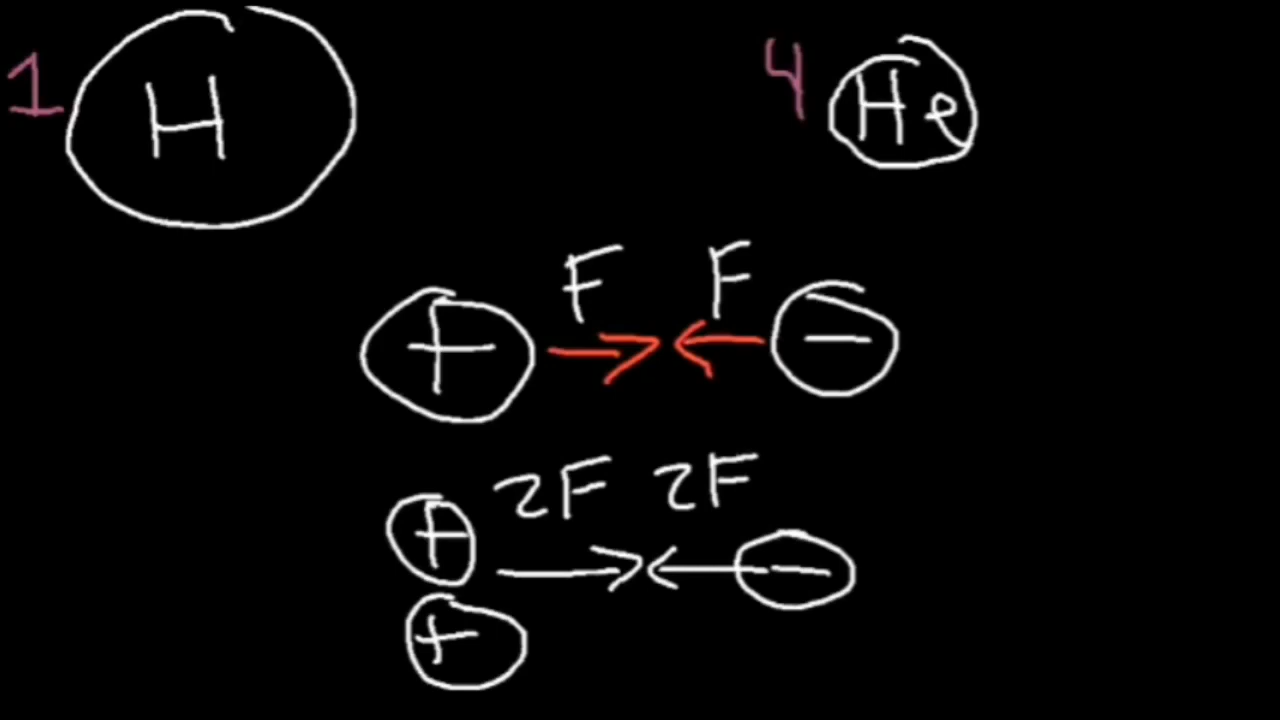 1 H 4 He
F F
+ −
2F 2F
+ −
+